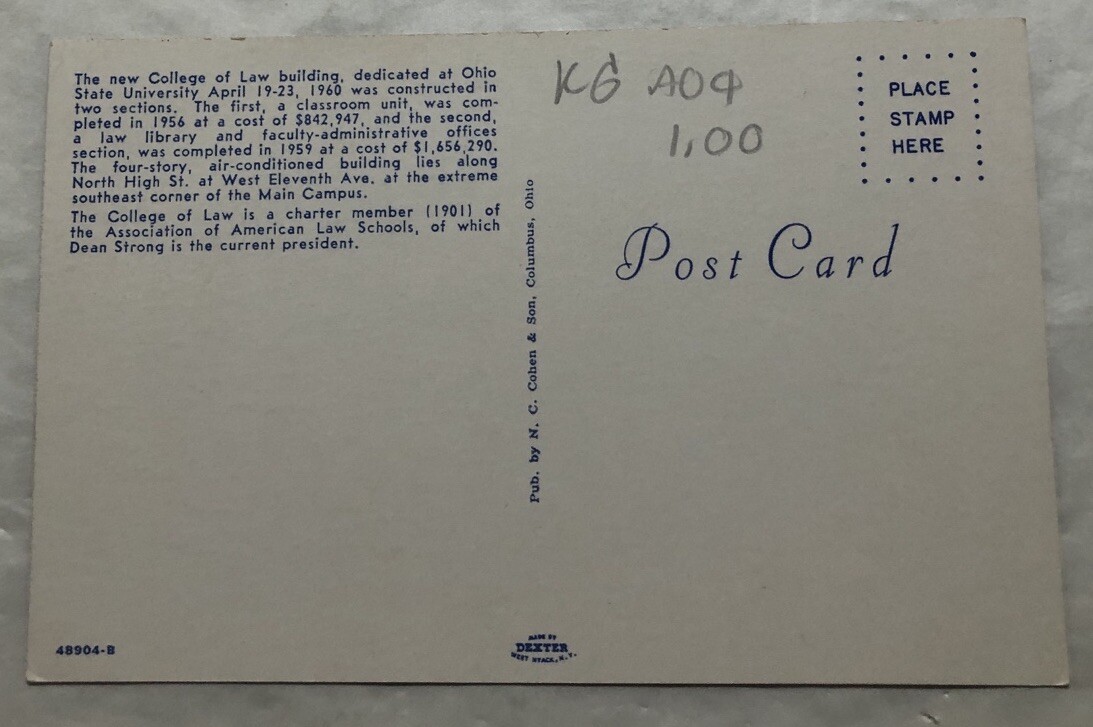 The new College of Law building, dedicated at Ohio
State University April 19-23, 1960 was constructed in
two sections. The first, a classroom unit, was com-
pleted in 1956 at a cost of $842,947, and the second,
a law library and faculty-administrative offices
section, was completed in 1959 at a cost of $1,656,290.
The four-story, air-conditioned building lies along
North High St. at West Eleventh Ave. at the extreme
southeast corner of the Main Campus.
The College of Law is a charter member (1901) of
the Association of American Law Schools, of which
Dean Strong is the current president.
48904-B
Pub. by N. C. Cohen & Son, Columbus, Ohio
MADE BY
DEXTER
WEST NYACK, N.Y.
KG
1,00
PLACE
STAMP
HERE
Post Card